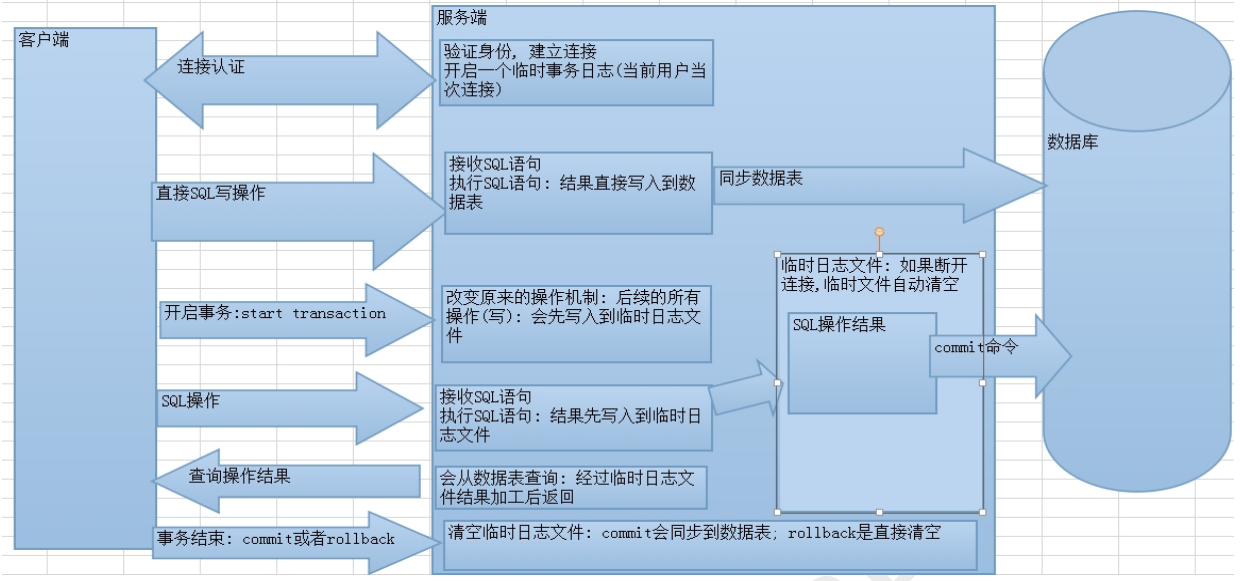 服务端
客户端
验证身份, 建立连接
开启一个临时事务日志(当前用户当
次连接)
连接认证
数据库
接收SQL语句
执行SQL语句: 结果直接写入到数
据表
同步数据表
直接SQL写操作
临时日志文件: 如果断开
连接,临时文件自动清空
改变原来的操作机制: 后续的所有
操作(写): 会先写入到临时日志文
件
开启事务:start transaction
SQL操作结果
commit命令
SQL操作
接收SQL语句
执行SQL语句: 结果先写入到临时日
志文件
查询操作结果
会从数据表查询: 经过临时日志文
件结果加工后返回
事务结束: commit或者rollback
清空临时日志文件: commit会同步到数据表; rollback是直接清空